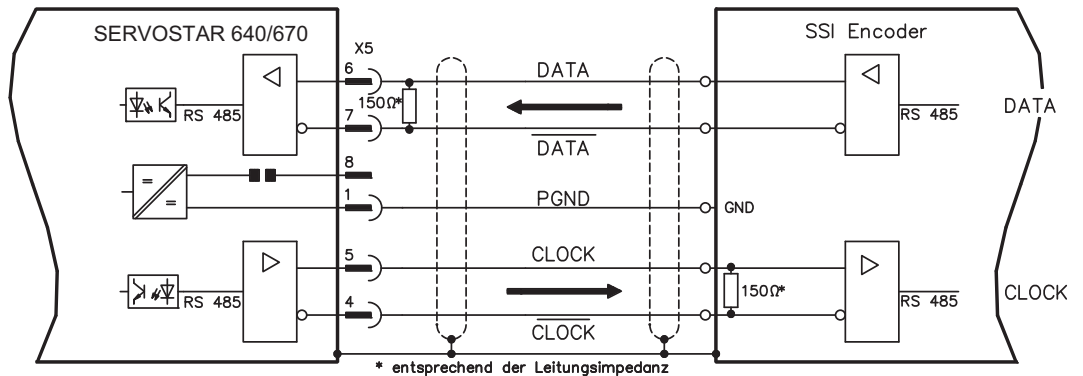 SERVOSTAR 640/670
X5
SSI Encoder
6
DATA
150Ω*
RS 485
RS 485
DATA
7
DATA
8
1
PGND
GND
5
CLOCK
RS 485
150Ω*
RS 485
CLOCK
4
CLOCK
* entsprechend der Leitungsimpedanz